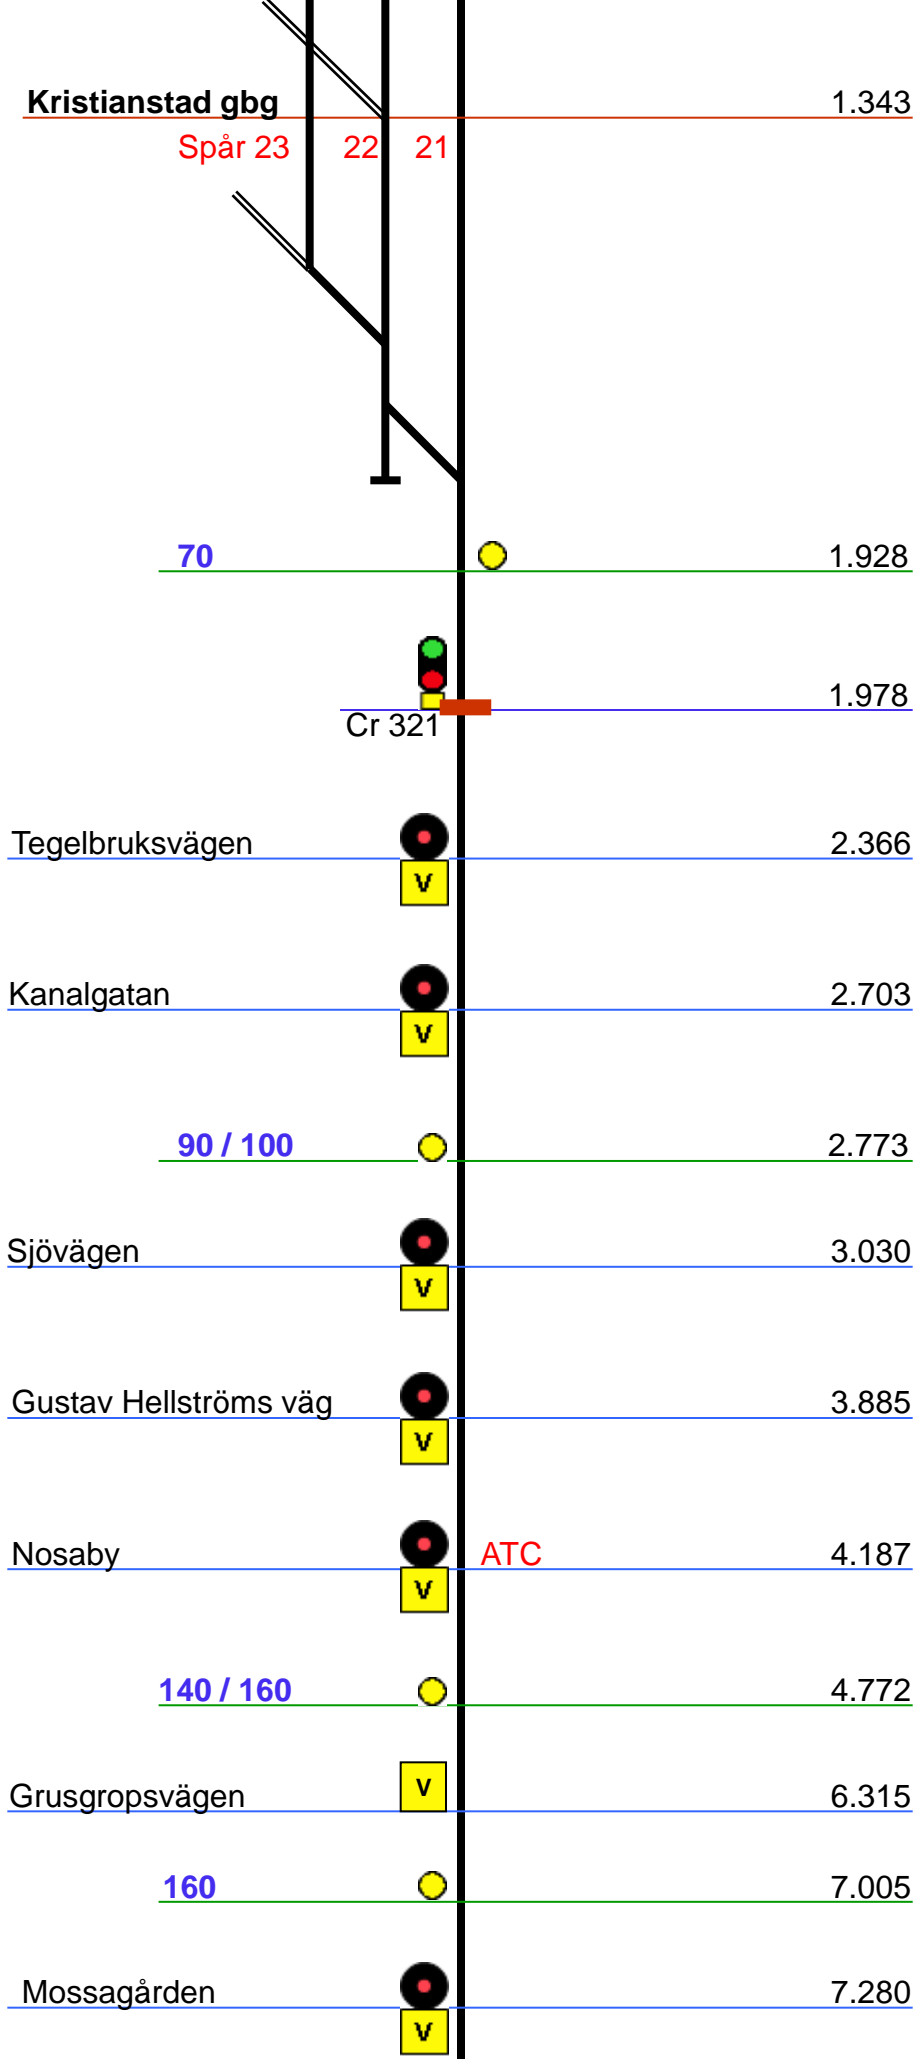 Kristianstad gbg 1.343
Spår 23 22 21
70 1.928
1.978
Cr 321
Tegelbruksvägen 2.366
V
Kanalgatan 2.703
V
90 / 100 2.773
Sjövägen 3.030
V
Gustav Hellströms väg 3.885
V
Nosaby ATC 4.187
V
140 / 160 4.772
V
Grusgropsvägen 6.315
160 7.005
Mossagården 7.280
V